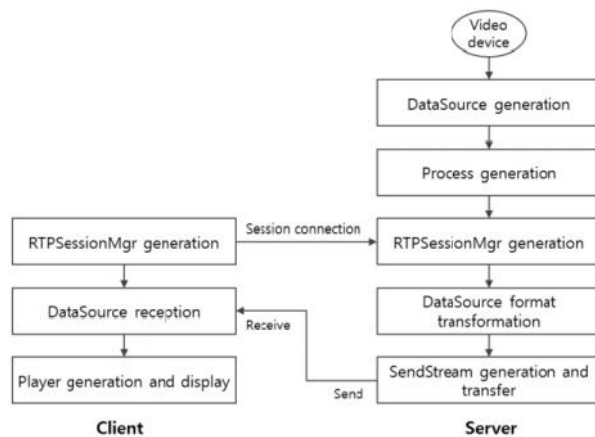 Video
device
DataSource generation
Process generation
RTPSessionMgr generation
Session connection
RTPSessionMgr generation
DataSource reception
Receive
DataSource format
transformation
Player generation and display
Send
SendStream generation and
transfer
Client
Server